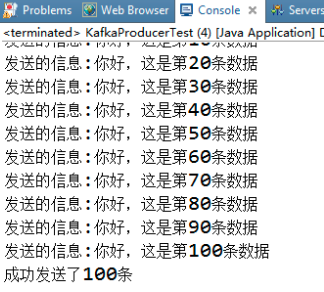 Problems Web Browser Console Servers
<terminated> KafkaProducerTest (4) [Java Application]
发送的信息:你好，这是第10条数据
发送的信息:你好，这是第20条数据
发送的信息:你好，这是第30条数据
发送的信息:你好，这是第40条数据
发送的信息:你好，这是第50条数据
发送的信息:你好，这是第60条数据
发送的信息:你好，这是第70条数据
发送的信息:你好，这是第80条数据
发送的信息:你好，这是第90条数据
发送的信息:你好，这是第100条数据
成功发送了100条